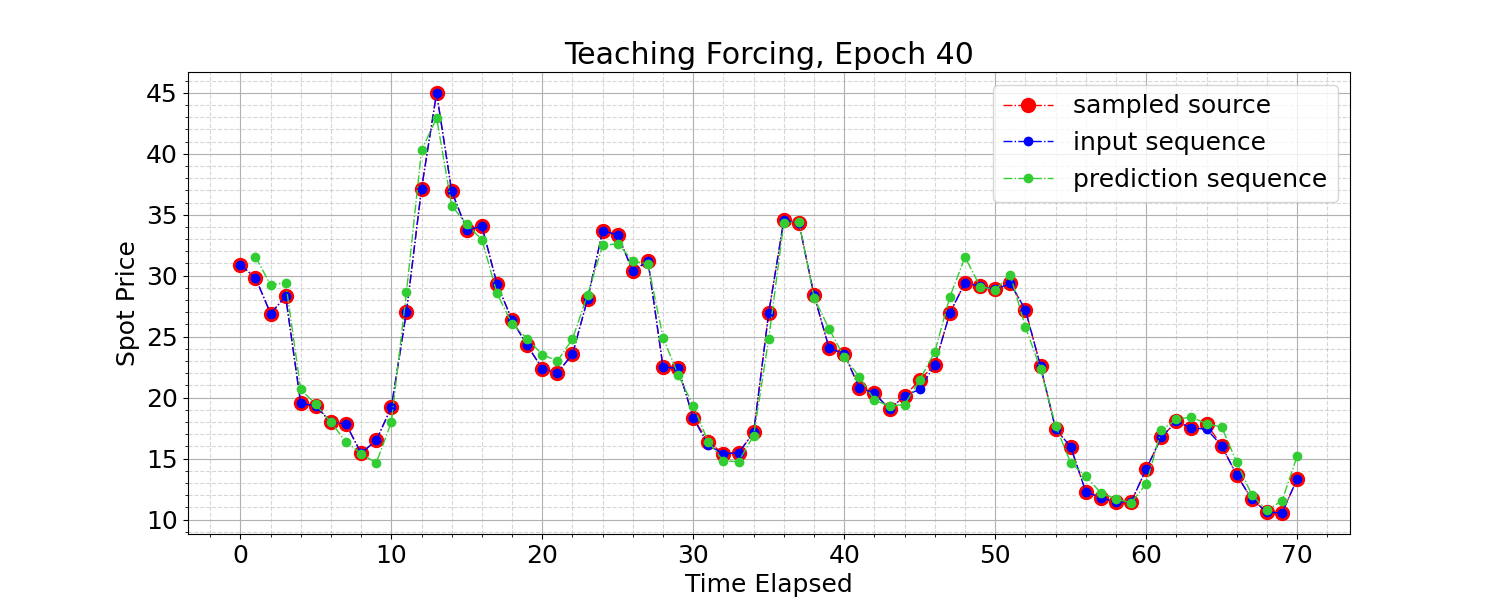 Teaching Forcing, Epoch 40
sampled source
input sequence
prediction sequence
Spot Price
45
40
35
30
25
20
15
10
0 10 20 30 40 50 60 70
Time Elapsed